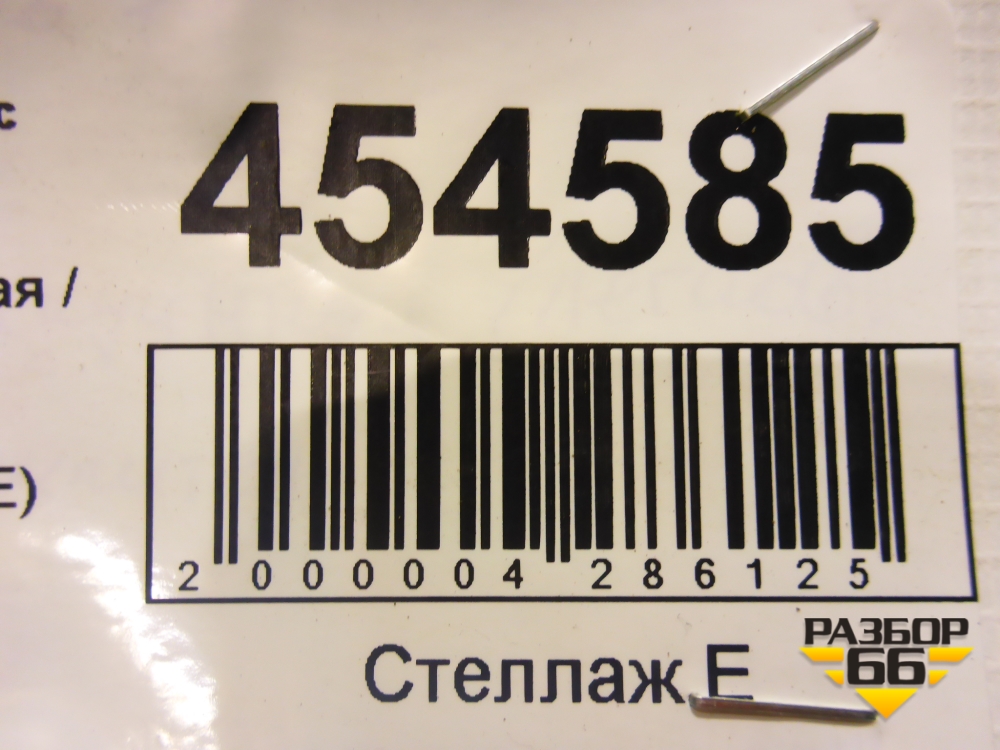 с
454585
ая /
Е)
2 000004 286125
Стеллаж Е
РАЗБОР
66